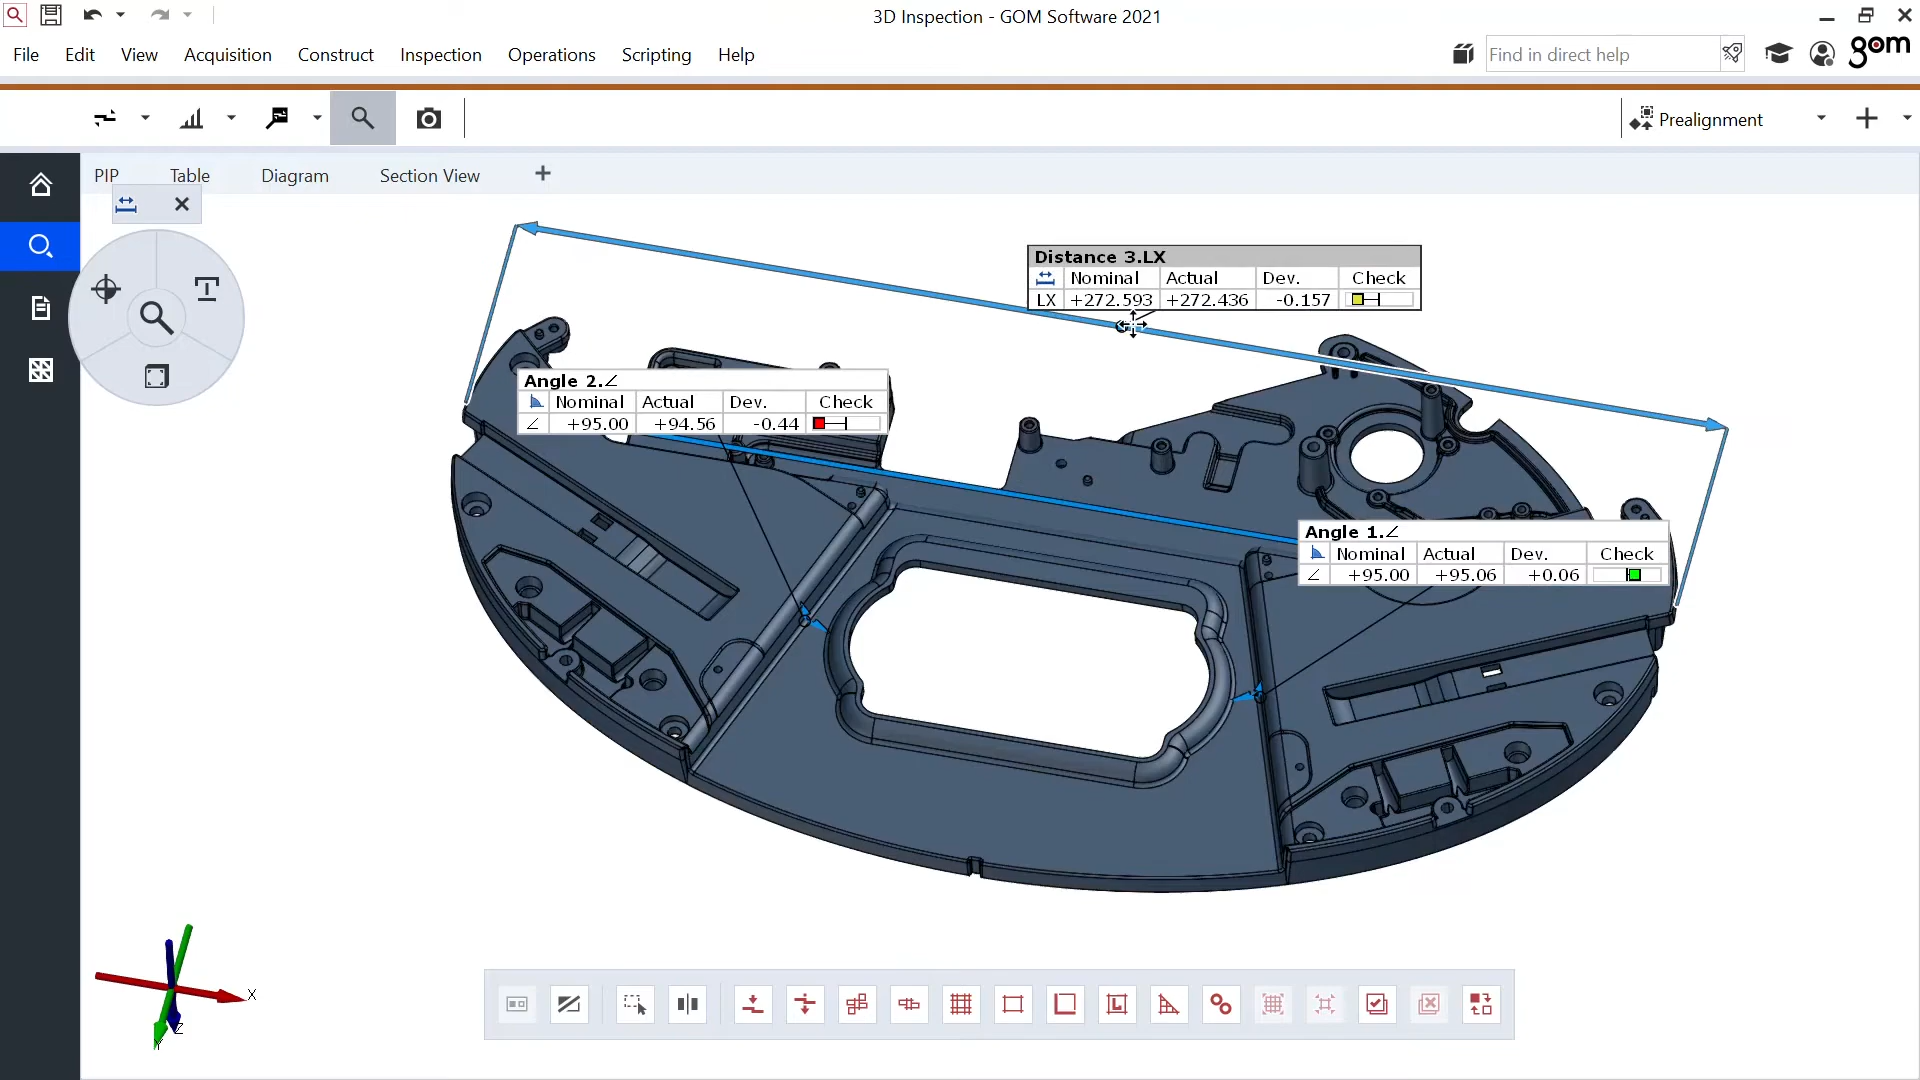 3D Inspection - GOM Software 2021
File Edit View Acquisition Construct Inspection Operations Scripting Help
Find in direct help
gom
Prealignment
PIP Table Diagram Section View
Distance 3.LX
Nominal Actual Dev. Check
LX +272.593 +272.436 -0.157
Angle 2.∠
Nominal Actual Dev. Check
∠ +95.00 +94.56 -0.44
Angle 1.∠
Nominal Actual Dev. Check
∠ +95.00 +95.06 +0.06
X
Z
Y